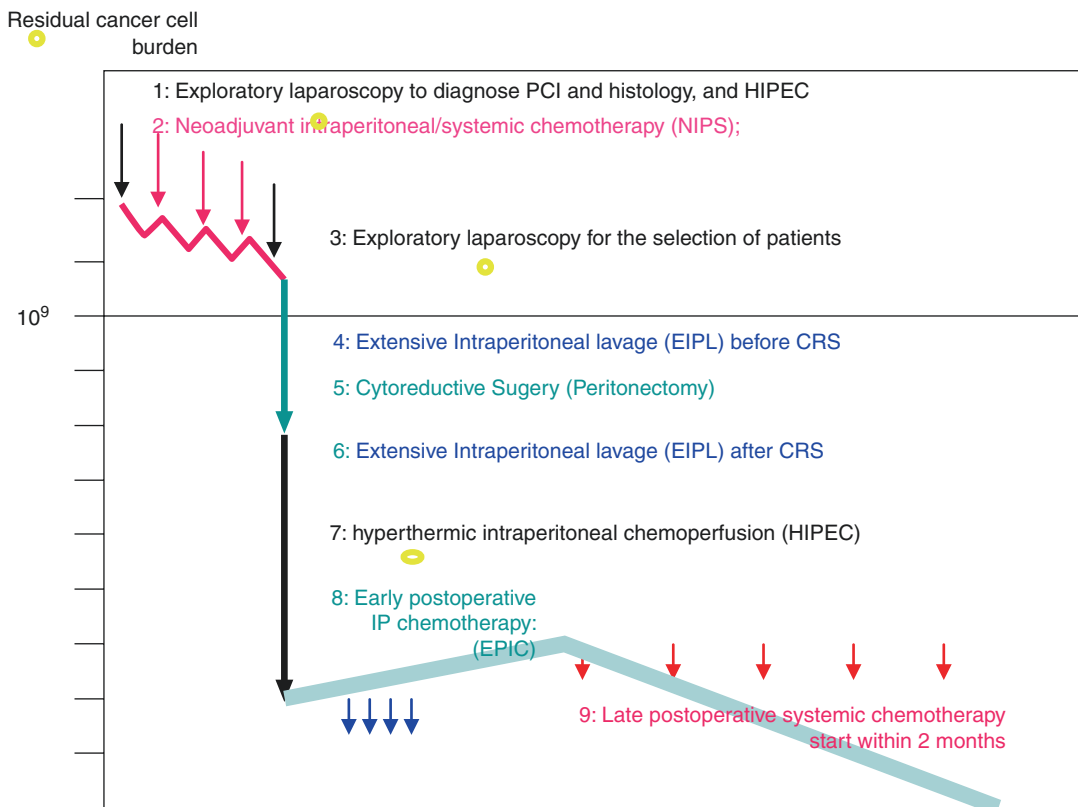 Residual cancer cell
burden
1: Exploratory laparoscopy to diagnose PCI and histology, and HIPEC
2: Neoadjuvant intraperitoneal/systemic chemotherapy (NIPS);
3: Exploratory laparoscopy for the selection of patients
10⁹
4: Extensive Intraperitoneal lavage (EIPL) before CRS
5: Cytoreductive Sugery (Peritonectomy)
6: Extensive Intraperitoneal lavage (EIPL) after CRS
7: hyperthermic intraperitoneal chemoperfusion (HIPEC)
8: Early postoperative
IP chemotherapy:
(EPIC)
9: Late postoperative systemic chemotherapy
start within 2 months